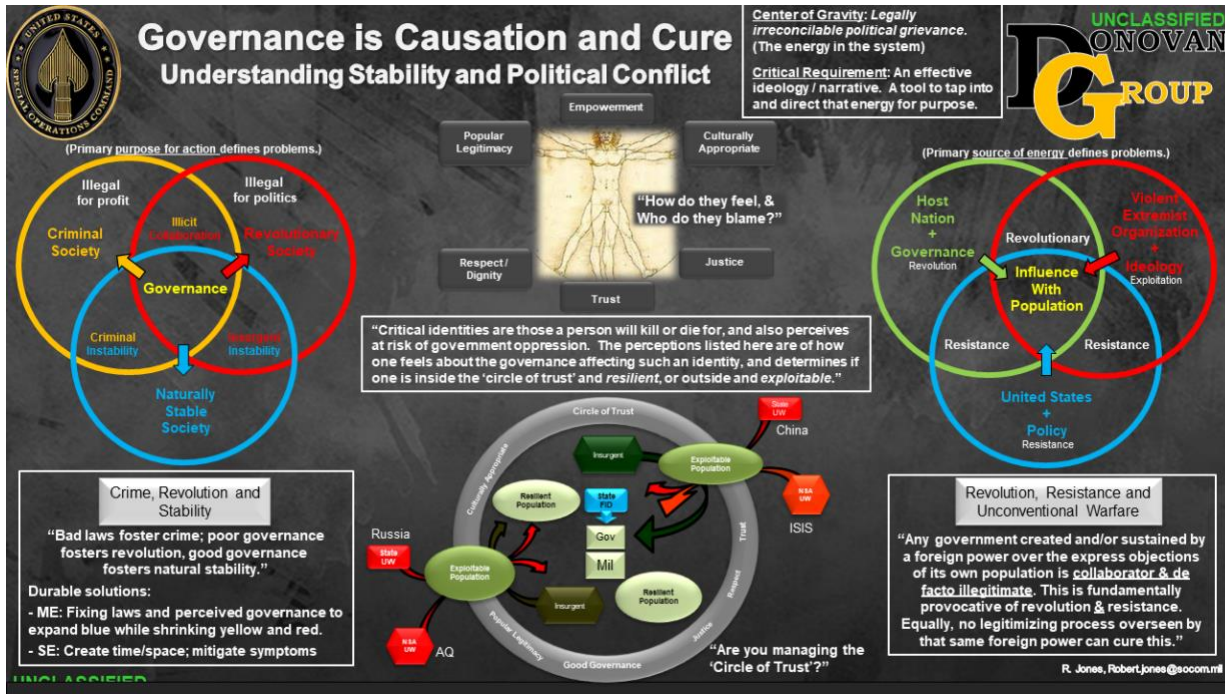 UNITED STATES
SPECIAL OPERATIONS COMMAND
Governance is Causation and Cure
Understanding Stability and Political Conflict
Center of Gravity: Legally
irreconcilable political grievance.
(The energy in the system)
Critical Requirement: An effective
ideology / narrative. A tool to tap into
and direct that energy for purpose.
UNCLASSIFIED
DONOVAN
GROUP
(Primary purpose for action defines problems.)
Illegal
for profit
Illegal
for politics
Criminal
Society
Illicit
Collaboration
Revolutionary
Society
Governance
Criminal
Instability
Insurgent
Instability
Naturally
Stable
Society
Empowerment
Popular
Legitimacy
Culturally
Appropriate
“How do they feel, &
Who do they blame?”
Respect /
Dignity
Justice
Trust
“Critical identities are those a person will kill or die for, and also perceives
at risk of government oppression. The perceptions listed here are of how
one feels about the governance affecting such an identity, and determines if
one is inside the ‘circle of trust’ and resilient, or outside and exploitable.”
(Primary source of energy defines problems.)
Host
Nation
+
Governance
Revolution
Revolutionary
Violent
Extremist
Organization
+
Ideology
Exploitation
Influence
With
Population
Resistance
Resistance
United States
+
Policy
Resistance
Crime, Revolution and
Stability
“Bad laws foster crime; poor governance
fosters revolution, good governance
fosters natural stability.”
Durable solutions:
- ME: Fixing laws and perceived governance to
expand blue while shrinking yellow and red.
- SE: Create time/space; mitigate symptoms
UNCLASSIFIED
Circle of Trust
Culturally Appropriate
Trust
Respect
Justice
Good Governance
Popular Legitimacy
State
UW
China
Insurgent
Exploitable
Population
NSA
UW
ISIS
Resilient
Population
State
FID
Gov
Mil
Russia
State
UW
Exploitable
Population
Insurgent
Resilient
Population
NSA
UW
AQ
“Are you managing the
‘Circle of Trust’?”
Revolution, Resistance and
Unconventional Warfare
“Any government created and/or sustained by
a foreign power over the express objections
of its own population is collaborator & de
facto illegitimate. This is fundamentally
provocative of revolution & resistance.
Equally, no legitimizing process overseen by
that same foreign power can cure this.”
R. Jones, Robert.jones@socom.mil